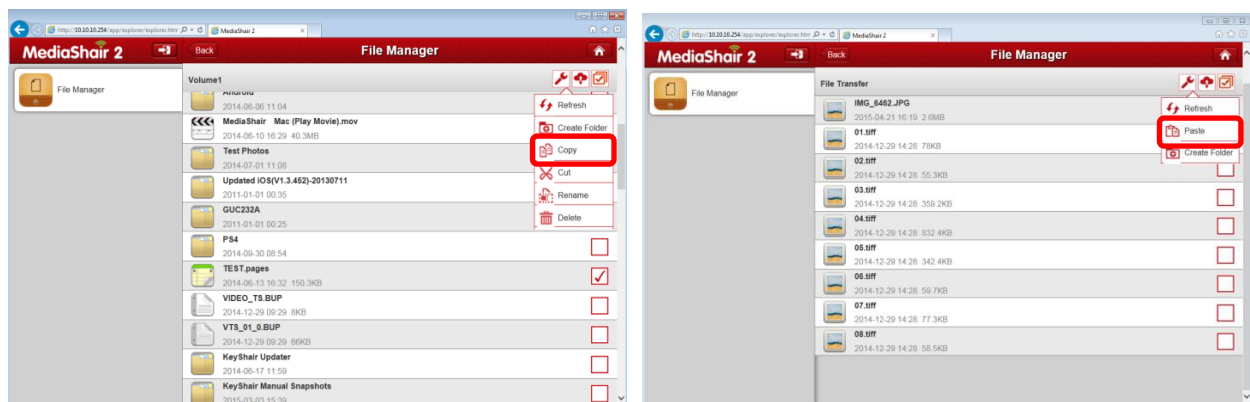 http://10.10.10.254/app/explorer/explorer.htm
MediaShair 2
MediaShair 2
Back
File Manager
File Manager
Volume1
Android
2014-06-06 11:04
MediaShair Mac (Play Movie).mov
2014-06-10 16:29 40.3MB
Test Photos
2014-07-01 11:08
Updated iOS(V1.3.452)-20130711
2011-01-01 00:35
GUC232A
2011-01-01 00:25
PS4
2014-09-30 08:54
TEST.pages
2014-06-13 16:32 150.3KB
VIDEO_TS.BUP
2014-12-29 09:29 8KB
VTS_01_0.BUP
2014-12-29 09:29 66KB
KeyShair Updater
2014-06-17 11:59
KeyShair Manual Snapshots
2015-03-03 15:39
Refresh
Create Folder
Copy
Cut
Rename
Delete
http://10.10.10.254/app/explorer/explorer.htm
MediaShair 2
MediaShair 2
Back
File Manager
File Manager
File Transfer
IMG_6462.JPG
2015-04-21 16:19 2.6MB
01.tiff
2014-12-29 14:28 78KB
02.tiff
2014-12-29 14:28 55.3KB
03.tiff
2014-12-29 14:28 359.2KB
04.tiff
2014-12-29 14:28 832.4KB
05.tiff
2014-12-29 14:28 342.4KB
06.tiff
2014-12-29 14:28 59.7KB
07.tiff
2014-12-29 14:28 77.3KB
08.tiff
2014-12-29 14:28 58.5KB
Refresh
Paste
Create Folder